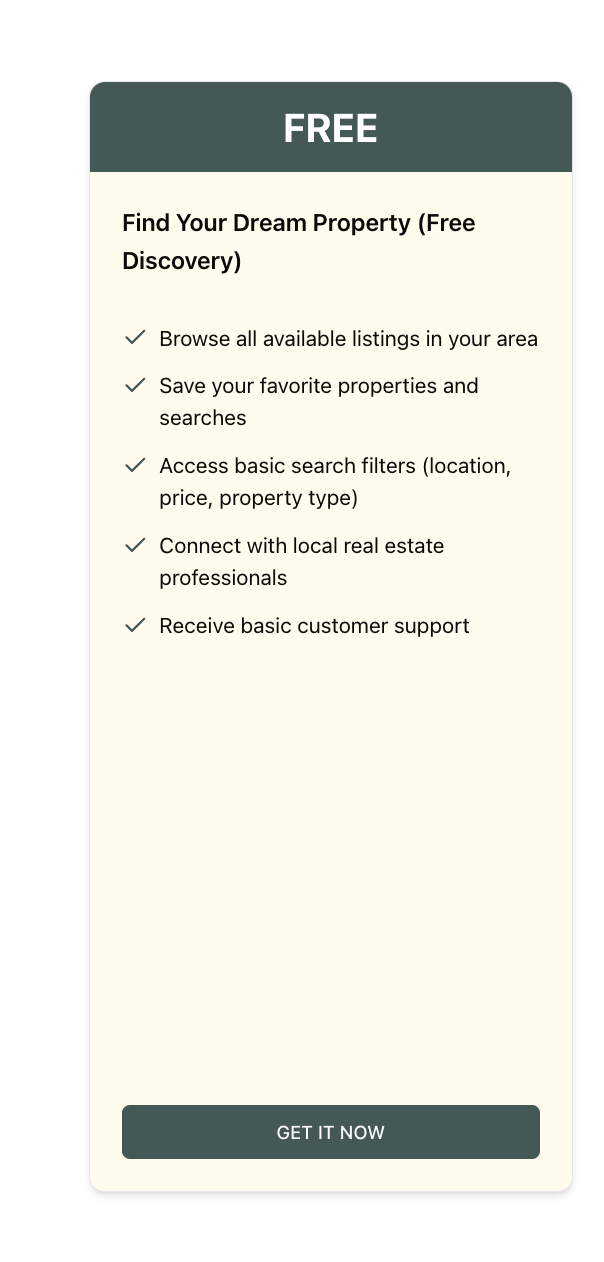 FREE
Find Your Dream Property (Free
Discovery)
Browse all available listings in your area
Save your favorite properties and
searches
Access basic search filters (location,
price, property type)
Connect with local real estate
professionals
Receive basic customer support
GET IT NOW